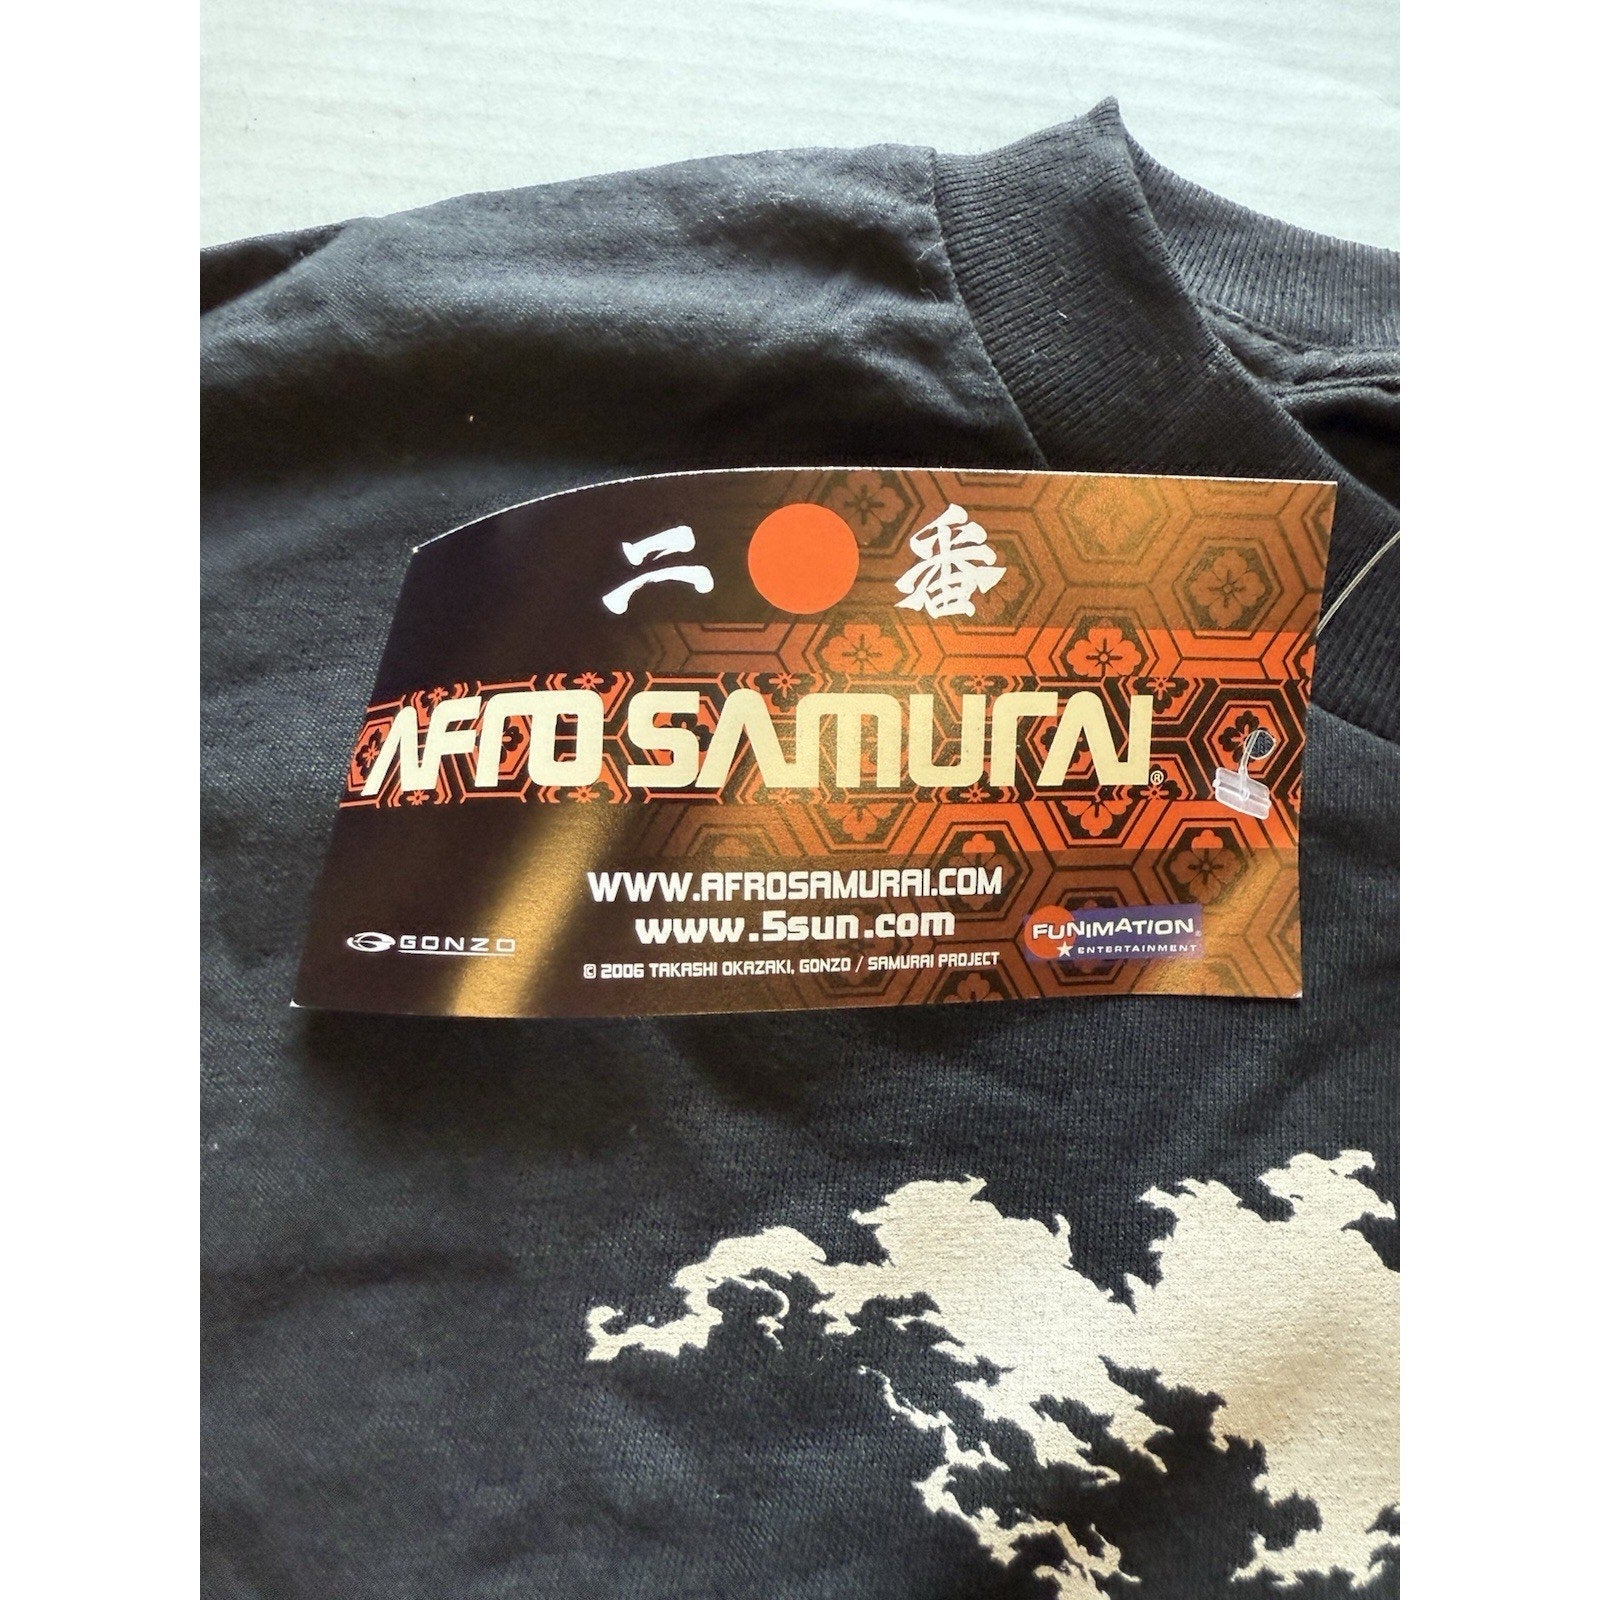 二 番
AFRO SAMURAI®
WWW.AFROSAMURAI.COM
www.5sun.com
GONZO
FUNIMATION®
ENTERTAINMENT
© 2006 TAKASHI OKAZAKI, GONZO / SAMURAI PROJECT